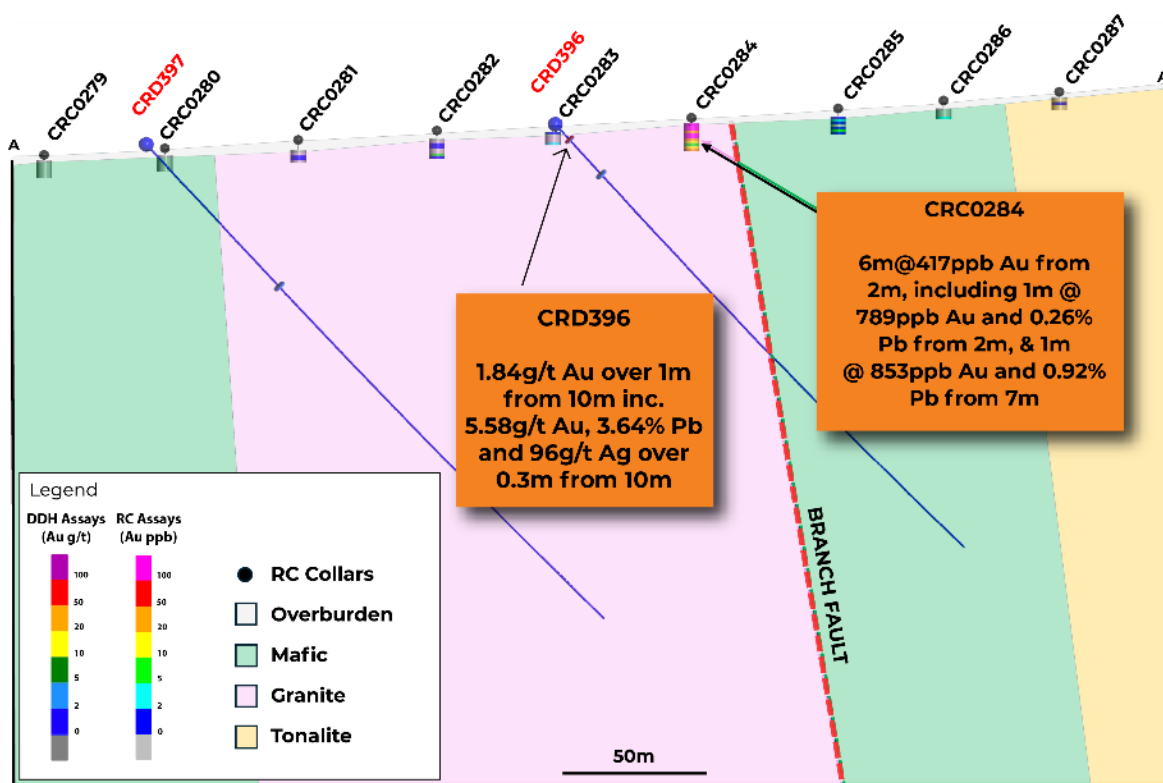 A
CRC0279
CRD397
CRC0280
CRC0281
CRC0282
CRD396
CRC0283
CRC0284
CRC0285
CRC0286
CRC0287
A
CRC0284
6m@417ppb Au from
2m, including 1m @
789ppb Au and 0.26%
Pb from 2m, & 1m
@ 853ppb Au and 0.92%
Pb from 7m
CRD396
1.84g/t Au over 1m
from 10m inc.
5.58g/t Au, 3.64% Pb
and 96g/t Ag over
0.3m from 10m
BRANCH FAULT
Legend
DDH Assays
(Au g/t)
100
50
20
10
5
2
0
RC Assays
(Au ppb)
100
50
20
10
5
2
0
RC Collars
Overburden
Mafic
Granite
Tonalite
50m